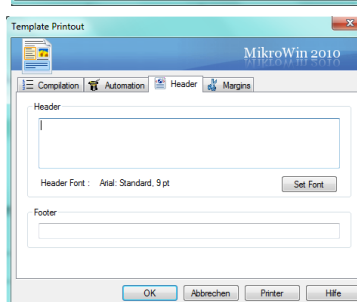 Template Printout
MikroWin 2010
Compilation Automation Header Margins
Header
Header Font : Arial: Standard, 9 pt Set Font
Footer
OK Abbrechen Printer Hilfe